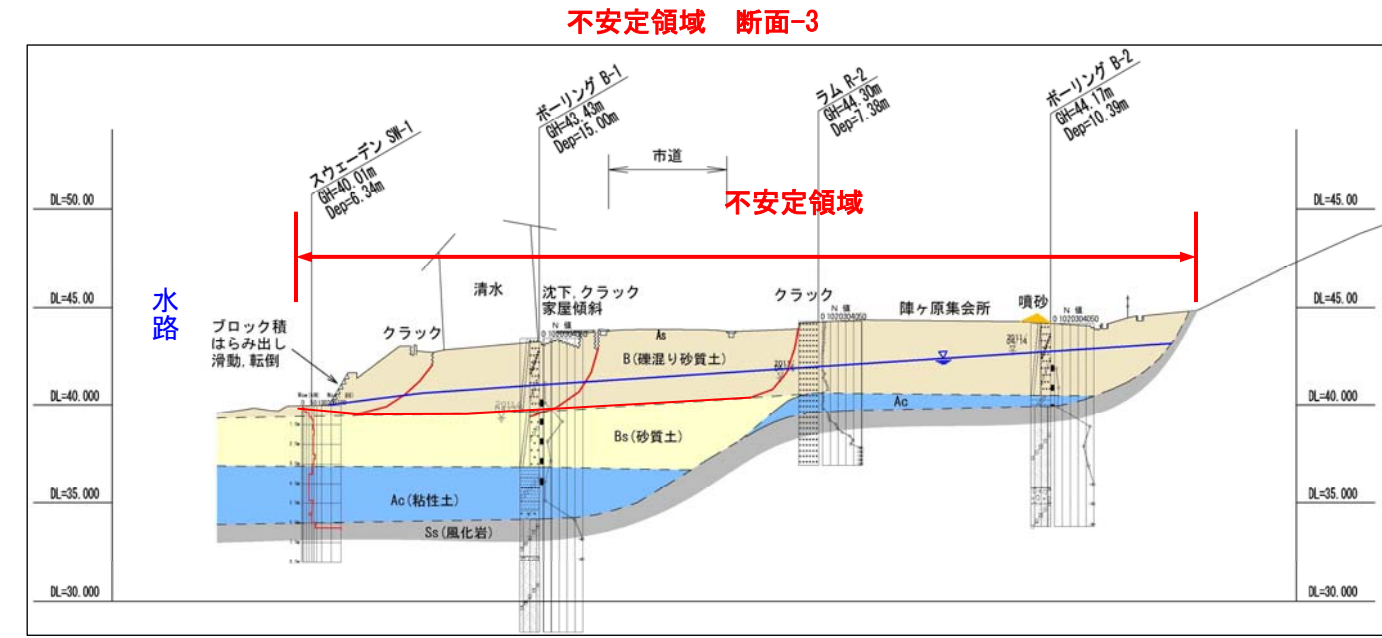 不安定領域 断面-3
スウェーデン SW-1
GH=40.01m
Dep=6.34m
ボーリング B-1
GH=43.43m
Dep=15.00m
ラム R-2
GH=44.30m
Dep=7.38m
ボーリング B-2
GH=44.17m
Dep=10.39m
市道
不安定領域
DL=50.00
DL=45.00
DL=45.00
DL=45.00
水路
清水
沈下,クラック
家屋傾斜
クラック
陣ヶ原集会所
噴砂
ブロック積
はらみ出し
滑動,転倒
クラック
N 値
0 1020304050
N 値
0 1020304050
N 値
0 1020304050
As
B(礫混り砂質土)
DL=40.000
DL=40.000
Ac
Bs(砂質土)
DL=35.000
DL=35.000
Ac(粘性土)
Ss(風化岩)
DL=30.000
DL=30.000